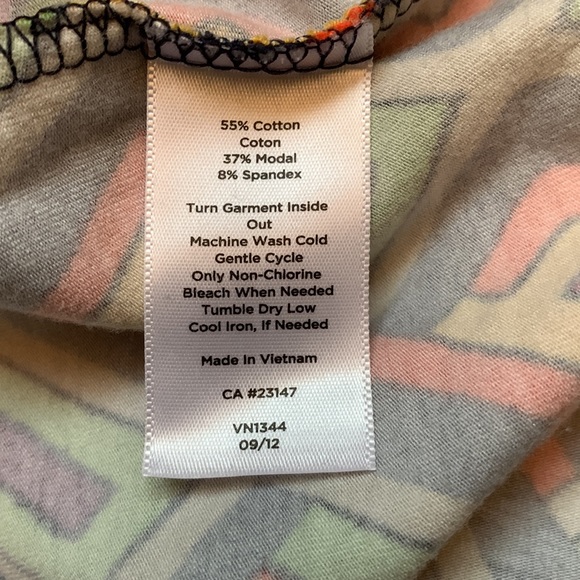 55% Cotton
Coton
37% Modal
8% Spandex
Turn Garment Inside
Out
Machine Wash Cold
Gentle Cycle
Only Non-Chlorine
Bleach When Needed
Tumble Dry Low
Cool Iron, If Needed
Made In Vietnam
CA #23147
VN1344
09/12